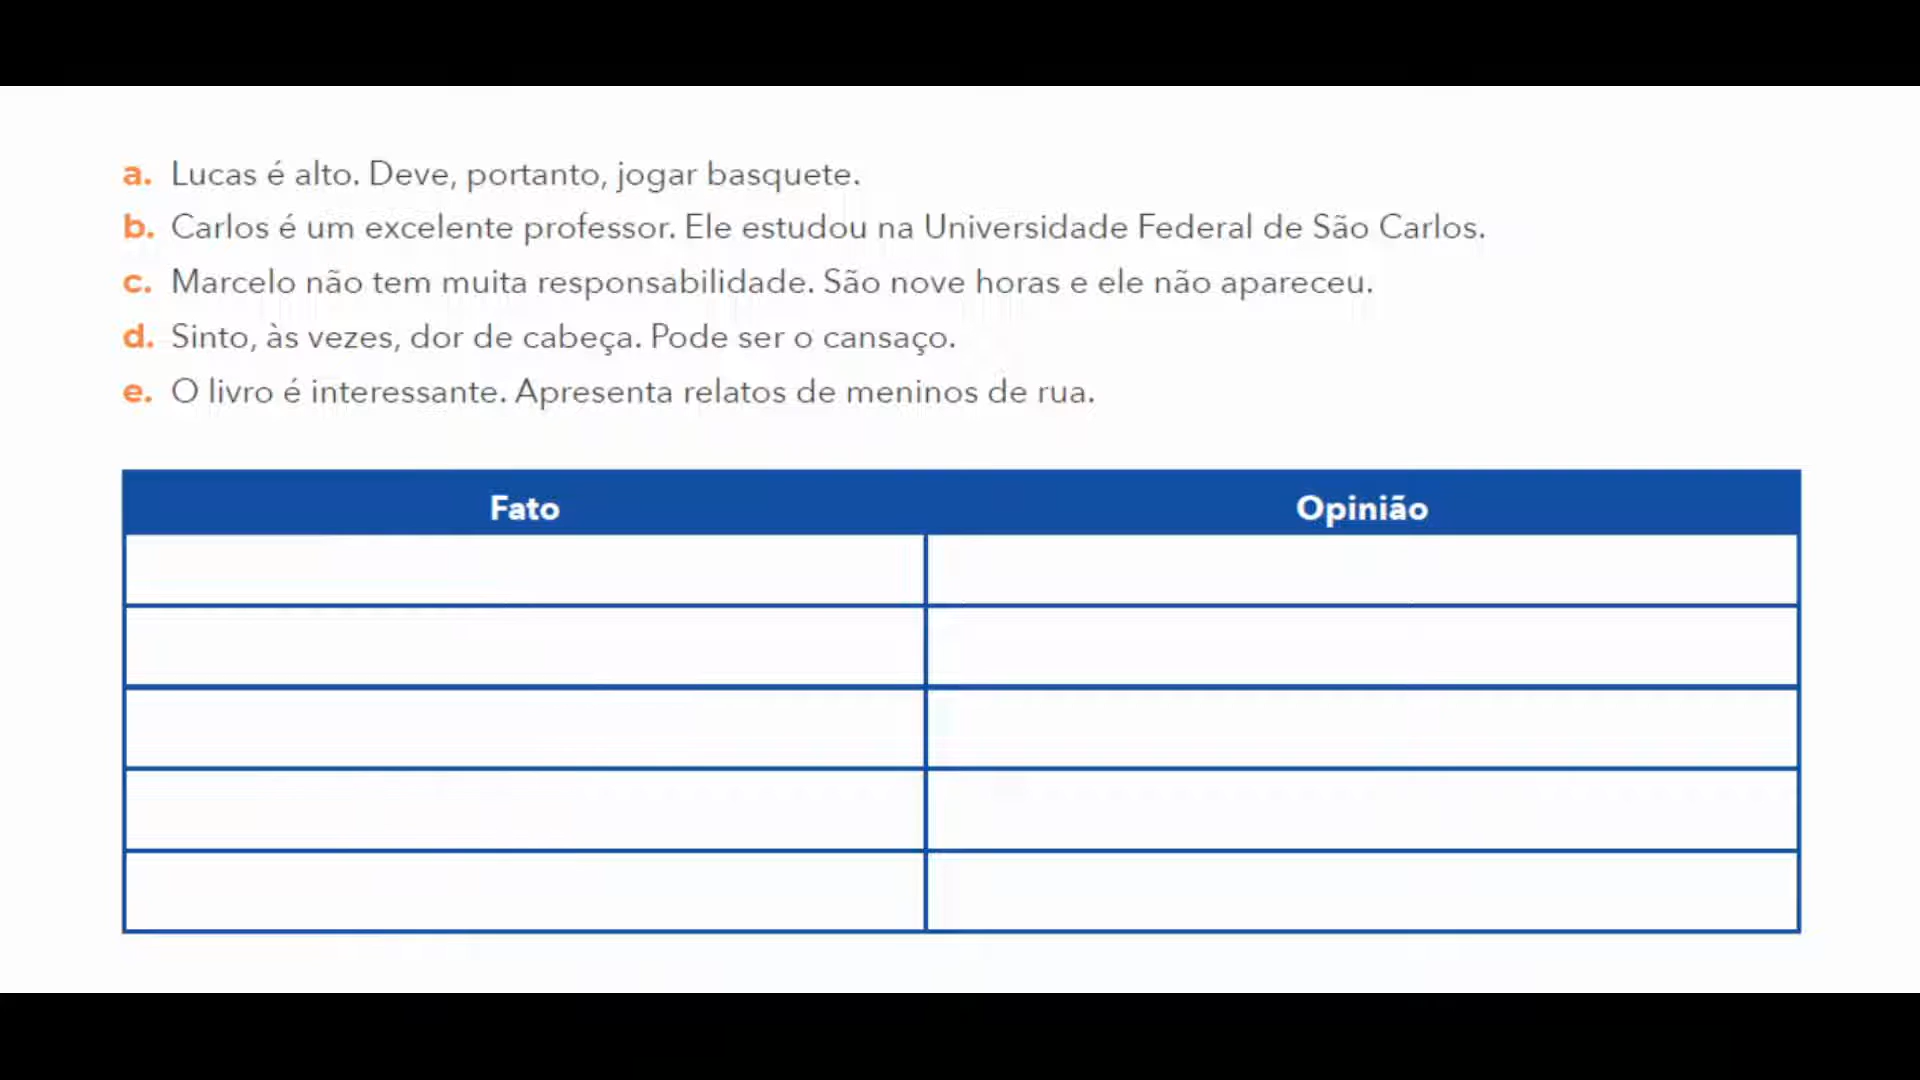 a. Lucas é alto. Deve, portanto, jogar basquete.
b. Carlos é um excelente professor. Ele estudou na Universidade Federal de São Carlos.
c. Marcelo não tem muita responsabilidade. São nove horas e ele não apareceu.
d. Sinto, às vezes, dor de cabeça. Pode ser o cansaço.
e. O livro é interessante. Apresenta relatos de meninos de rua.
Fato Opinião